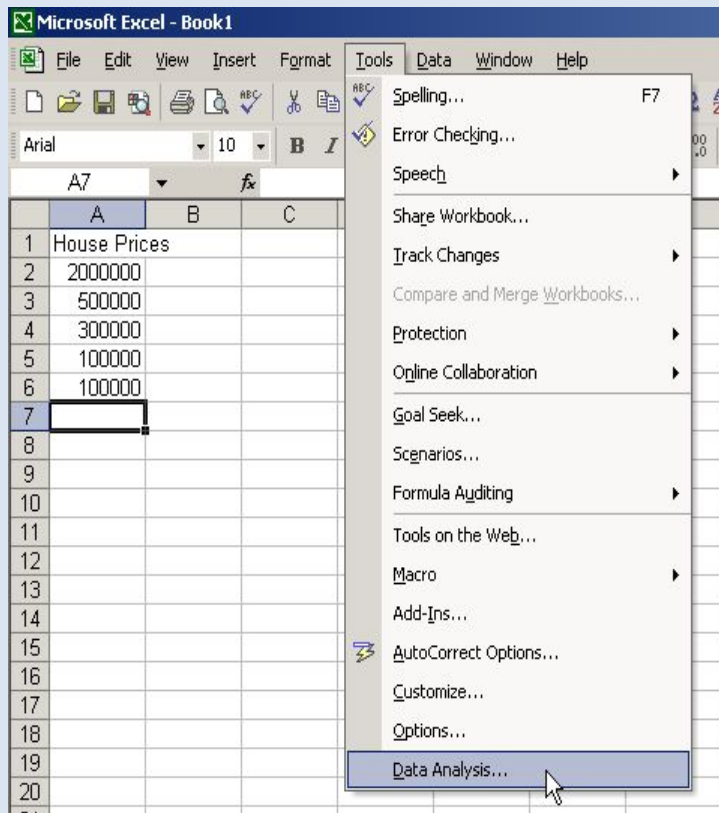 Microsoft Excel - Book1
File Edit View Insert Format Tools Data Window Help
Arial 10 B I
A7 fx
A B C
1 House Prices
2 2000000
3 500000
4 300000
5 100000
6 100000
7
8
9
10
11
12
13
14
15
16
17
18
19
20
Spelling... F7
Error Checking...
Speech
Share Workbook...
Track Changes
Compare and Merge Workbooks...
Protection
Online Collaboration
Goal Seek...
Scenarios...
Formula Auditing
Tools on the Web...
Macro
Add-Ins...
AutoCorrect Options...
Customize...
Options...
Data Analysis...